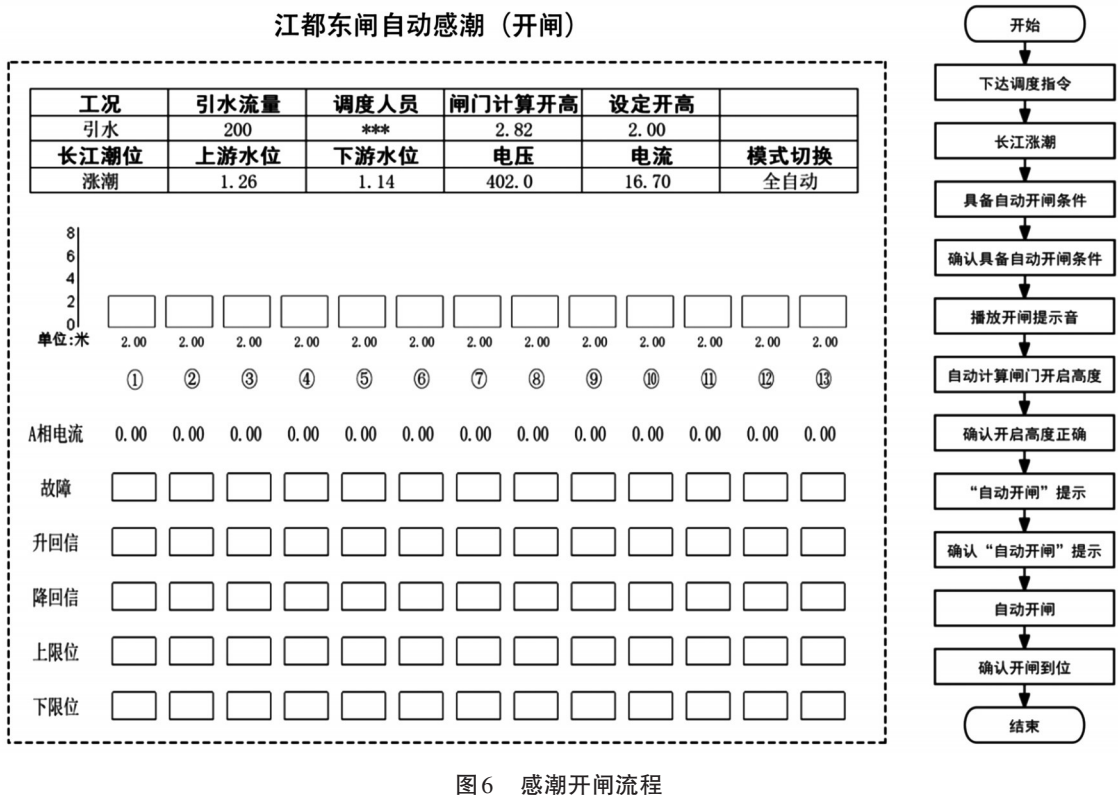 江都东闸自动感潮（开闸）
工况 引水流量 调度人员 闸门计算开高 设定开高
引水 200 *** 2.82 2.00
长江潮位 上游水位 下游水位 电压 电流 模式切换
涨潮 1.26 1.14 402.0 16.70 全自动
8
6
4
2
0
单位:米 2.00 2.00 2.00 2.00 2.00 2.00 2.00 2.00 2.00 2.00 2.00 2.00 2.00
① ② ③ ④ ⑤ ⑥ ⑦ ⑧ ⑨ ⑩ ⑪ ⑫ ⑬
A相电流 0.00 0.00 0.00 0.00 0.00 0.00 0.00 0.00 0.00 0.00 0.00 0.00 0.00
故障
升回信
降回信
上限位
下限位
开始
下达调度指令
长江涨潮
具备自动开闸条件
确认具备自动开闸条件
播放开闸提示音
自动计算闸门开启高度
确认开启高度正确
“自动开闸”提示
确认“自动开闸”提示
自动开闸
确认开闸到位
结束
图6 感潮开闸流程